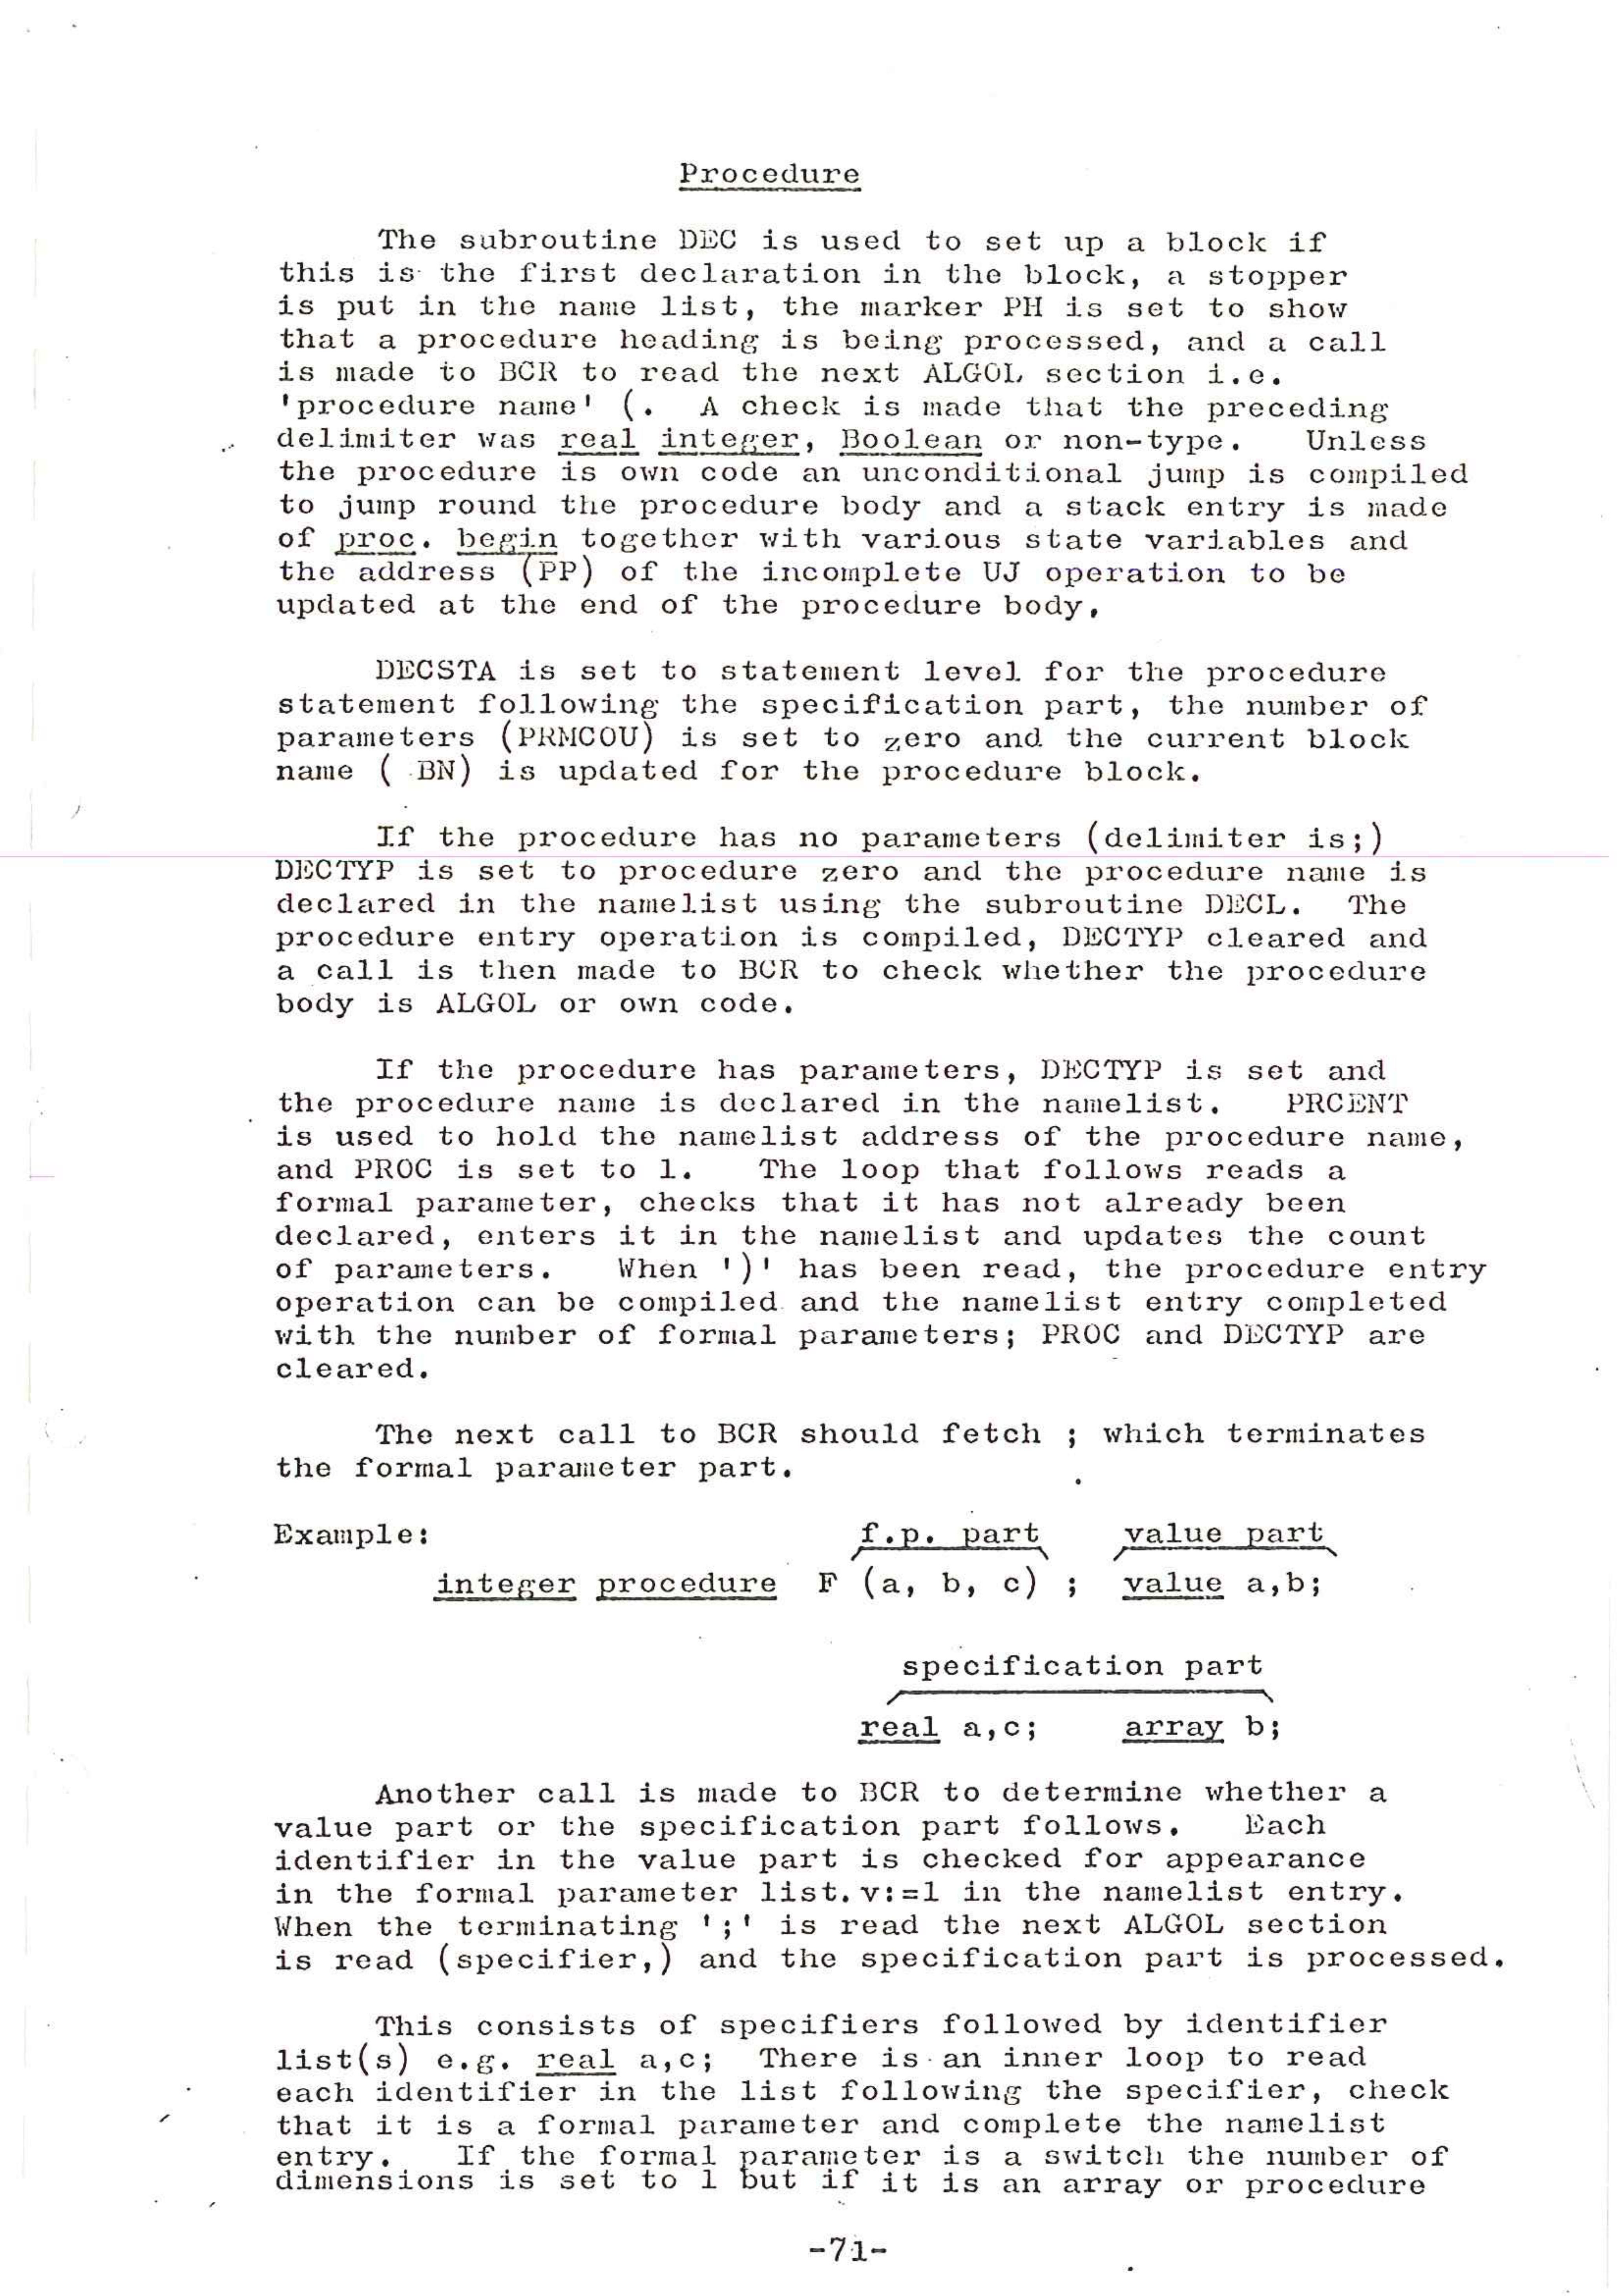 Procedure
The subroutine DEC is used to set up a block if
this is the first declaration in the block, a stopper
is put in the name list, the marker PH is set to show
that a procedure heading is being processed, and a call
is made to BCR to read the next ALGOL section i.e.
'procedure name' (. A check is made that the preceding
delimiter was real integer, Boolean or non-type. Unless
the procedure is own code an unconditional jump is compiled
to jump round the procedure body and a stack entry is made
of proc. begin together with various state variables and
the address (PP) of the incomplete UJ operation to be
updated at the end of the procedure body.
DECSTA is set to statement level for the procedure
statement following the specification part, the number of
parameters (PRMCOU) is set to zero and the current block
name ( BN) is updated for the procedure block.
If the procedure has no parameters (delimiter is;)
DECTYP is set to procedure zero and the procedure name is
declared in the namelist using the subroutine DECL. The
procedure entry operation is compiled, DECTYP cleared and
a call is then made to BCR to check whether the procedure
body is ALGOL or own code.
If the procedure has parameters, DECTYP is set and
the procedure name is declared in the namelist. PRCENT
is used to hold the namelist address of the procedure name,
and PROC is set to 1. The loop that follows reads a
formal parameter, checks that it has not already been
declared, enters it in the namelist and updates the count
of parameters. When ')' has been read, the procedure entry
operation can be compiled and the namelist entry completed
with the number of formal parameters; PROC and DECTYP are
cleared.
The next call to BCR should fetch ; which terminates
the formal parameter part.
Example: f.p. part value part
integer procedure F (a, b, c) ; value a,b;
specification part
real a,c; array b;
Another call is made to BCR to determine whether a
value part or the specification part follows. Each
identifier in the value part is checked for appearance
in the formal parameter list. v:=1 in the namelist entry.
When the terminating ';' is read the next ALGOL section
is read (specifier,) and the specification part is processed.
This consists of specifiers followed by identifier
list(s) e.g. real a,c; There is an inner loop to read
each identifier in the list following the specifier, check
that it is a formal parameter and complete the namelist
entry. If the formal parameter is a switch the number of
dimensions is set to 1 but if it is an array or procedure
-71-